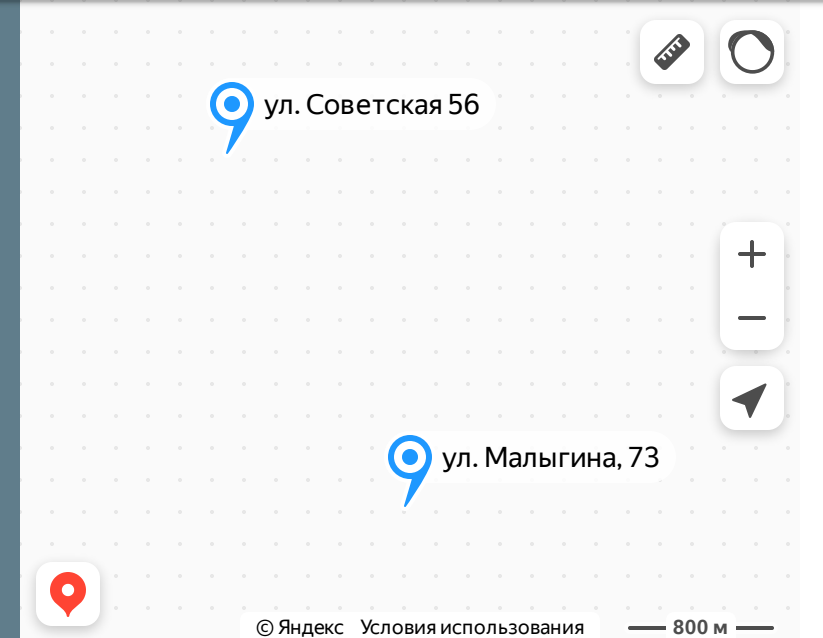 ул. Советская 56
ул. Малыгина, 73
© Яндекс Условия использования 800 м